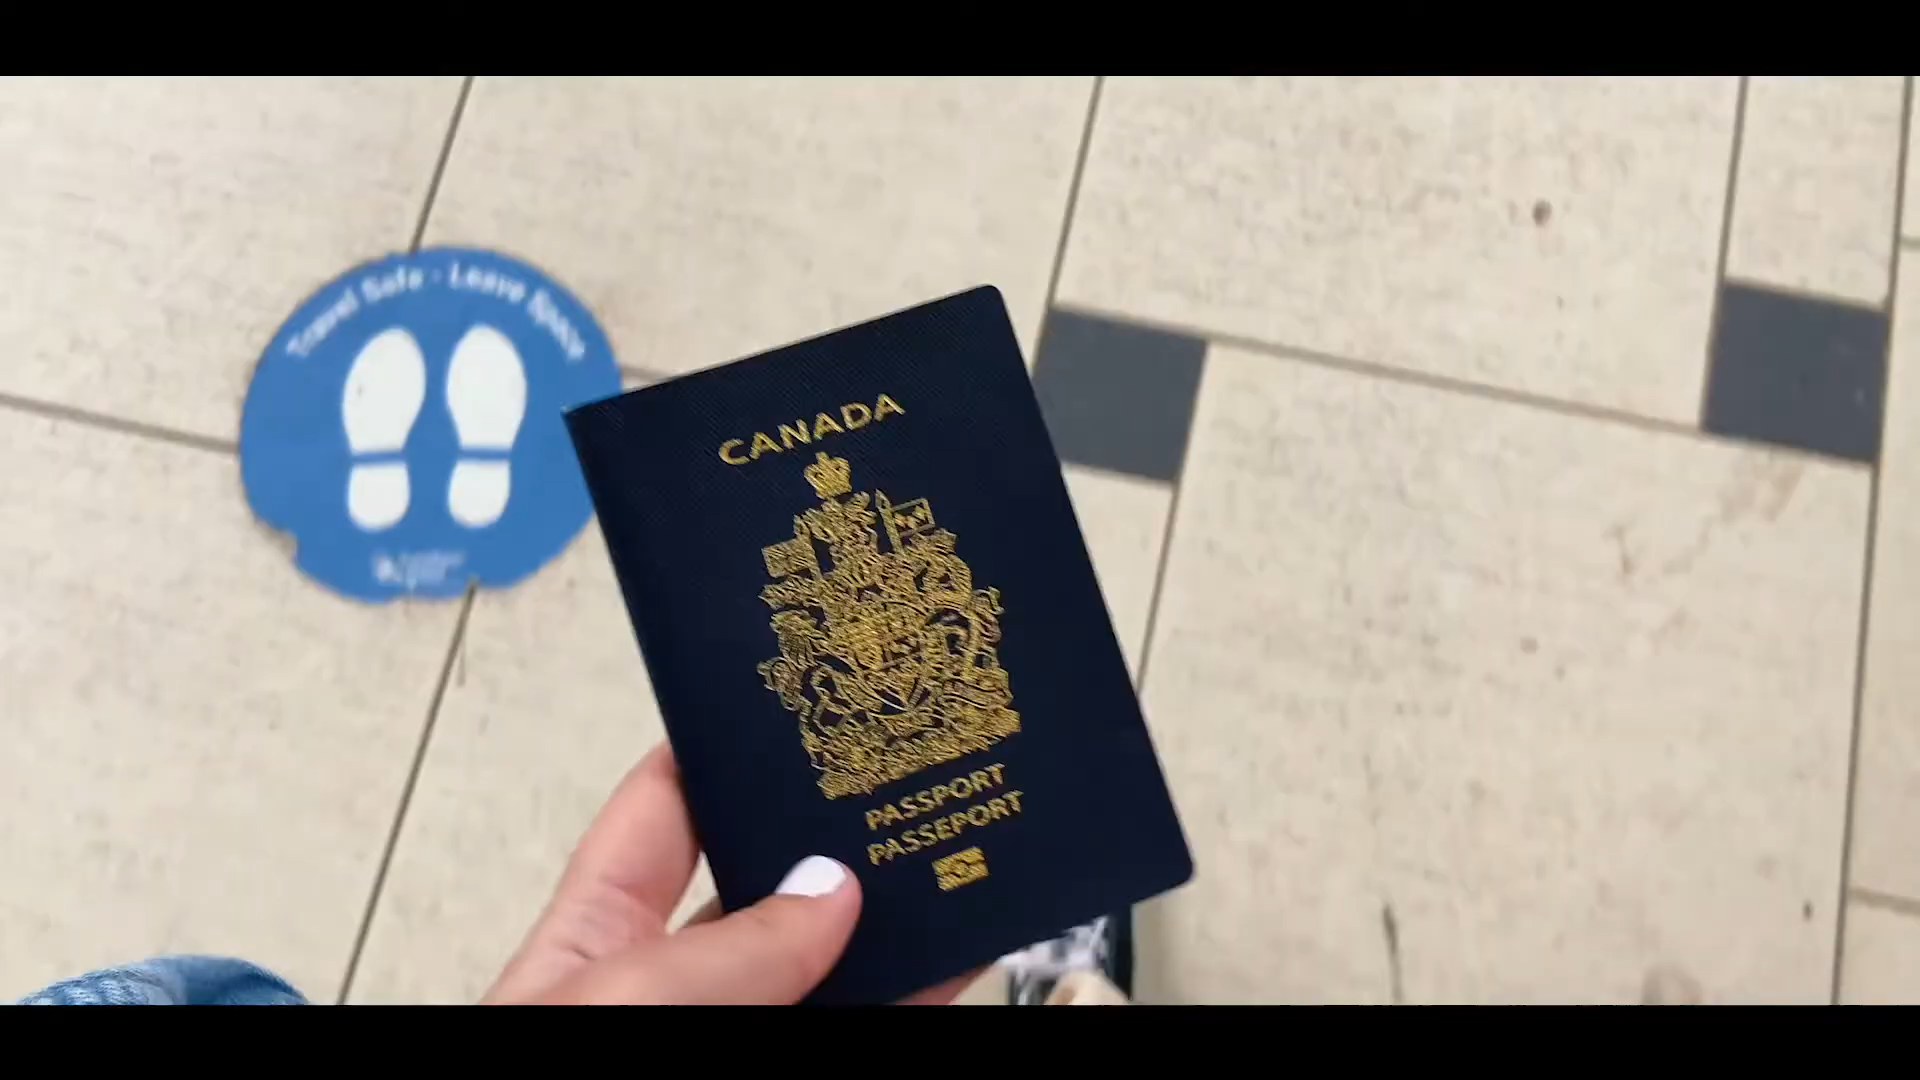 Travel Safe - Leave Space
CANADA
PASSPORT
PASSEPORT